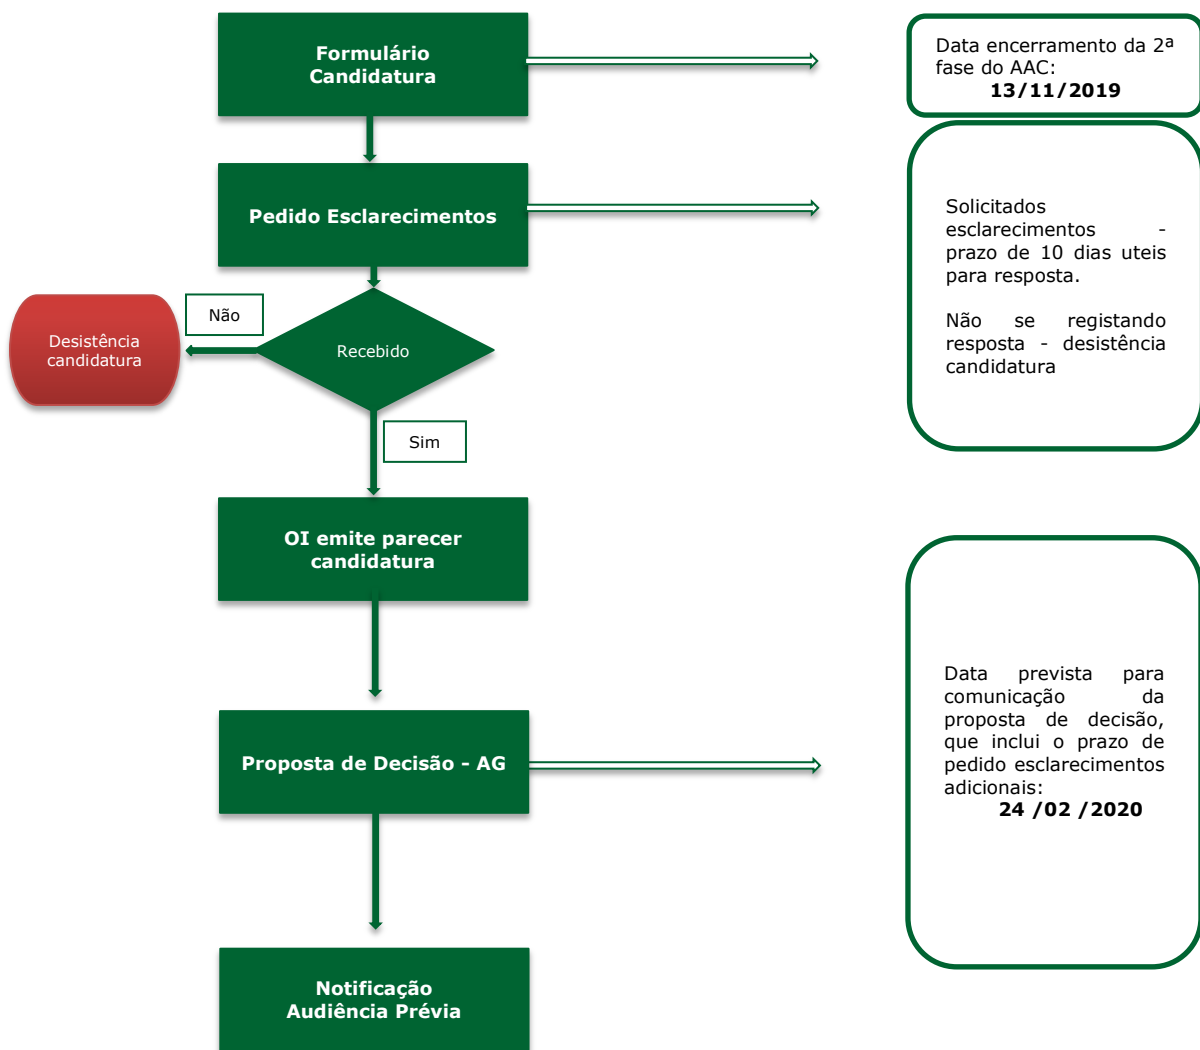 Formulário
Candidatura
Data encerramento da 2ª
fase do AAC:
13/11/2019
Pedido Esclarecimentos
Solicitados
esclarecimentos -
prazo de 10 dias uteis
para resposta.
Não se registando
resposta - desistência
candidatura
Não
Desistência
candidatura
Recebido
Sim
OI emite parecer
candidatura
Proposta de Decisão - AG
Data prevista para
comunicação da
proposta de decisão,
que inclui o prazo de
pedido esclarecimentos
adicionais:
24 /02 /2020
Notificação
Audiência Prévia